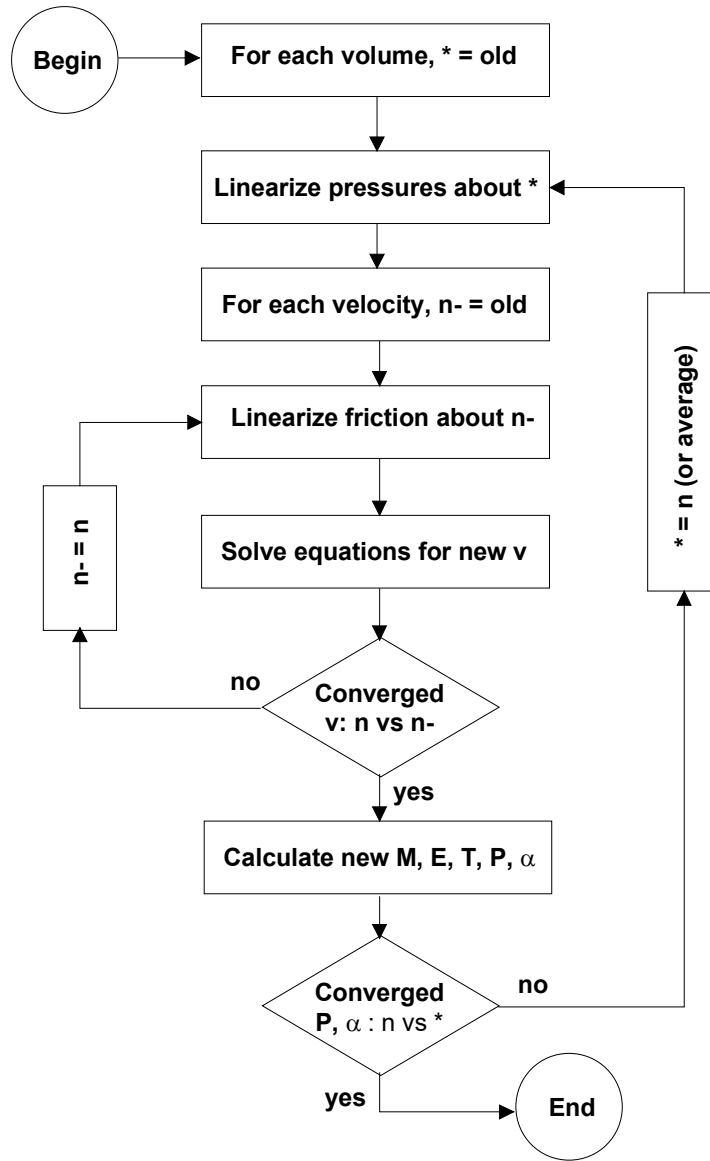 Begin
For each volume, * = old
Linearize pressures about *
For each velocity, n- = old
Linearize friction about n-
* = n (or average)
n- = n
Solve equations for new v
no
Converged
v: n vs n-
yes
Calculate new M, E, T, P, α
Converged
P, α : n vs *
no
yes
End